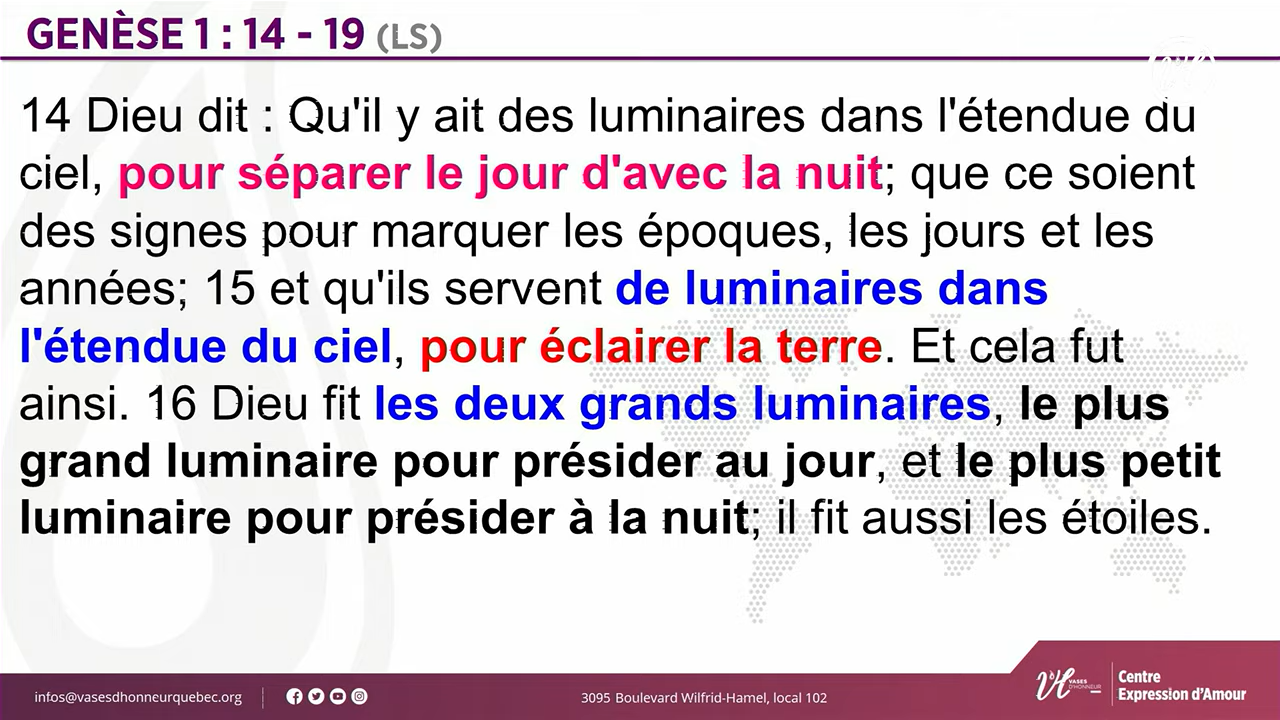 GENÈSE 1 : 14 - 19 (LS)
14 Dieu dit : Qu'il y ait des luminaires dans l'étendue du
ciel, pour séparer le jour d'avec la nuit; que ce soient
des signes pour marquer les époques, les jours et les
années; 15 et qu'ils servent de luminaires dans
l'étendue du ciel, pour éclairer la terre. Et cela fut
ainsi. 16 Dieu fit les deux grands luminaires, le plus
grand luminaire pour présider au jour, et le plus petit
luminaire pour présider à la nuit; il fit aussi les étoiles.
infos@vasesdhonneurquebec.org
3095 Boulevard Wilfrid-Hamel, local 102
VASES
D'HONNEUR
Centre
Expression d'Amour